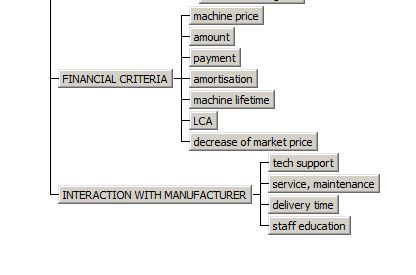 machine price
amount
payment
FINANCIAL CRITERIA
amortisation
machine lifetime
LCA
decrease of market price
INTERACTION WITH MANUFACTURER
tech support
service, maintenance
delivery time
staff education